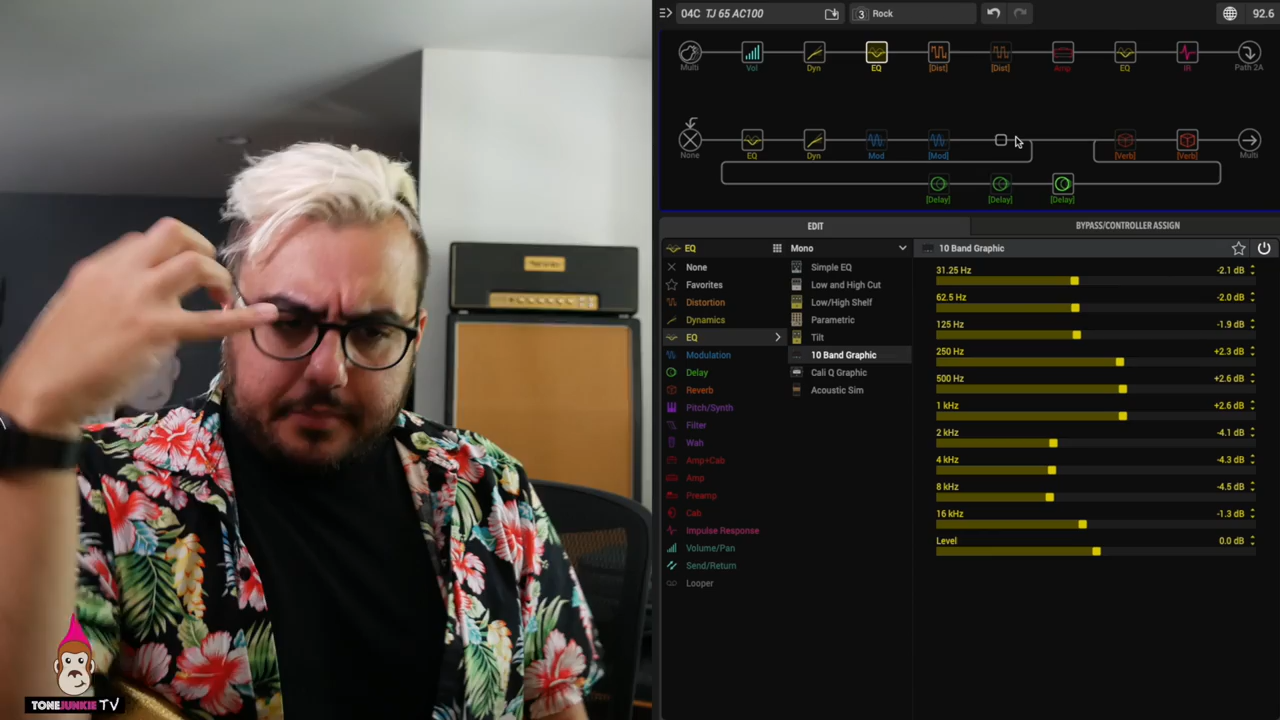 04C TJ 65 AC100
3 Rock
92.6
Multi Vol Dyn EQ [Dist] [Dist] Amp EQ IR Path 2A
None EQ Dyn Mod [Mod] [Verb] [Verb] Multi
[Delay] [Delay] [Delay]
EDIT BYPASS/CONTROLLER ASSIGN
EQ Mono 10 Band Graphic
None
Favorites
Distortion
Dynamics
EQ
Modulation
Delay
Reverb
Pitch/Synth
Filter
Wah
Amp+Cab
Amp
Preamp
Cab
Impulse Response
Volume/Pan
Send/Return
Looper
Simple EQ
Low and High Cut
Low/High Shelf
Parametric
Tilt
10 Band Graphic
Cali Q Graphic
Acoustic Sim
31.25 Hz -2.1 dB
62.5 Hz -2.0 dB
125 Hz -1.9 dB
250 Hz +2.3 dB
500 Hz +2.6 dB
1 kHz +2.6 dB
2 kHz -4.1 dB
4 kHz -4.3 dB
8 kHz -4.5 dB
16 kHz -1.3 dB
Level 0.0 dB
TONEJUNKIE TV